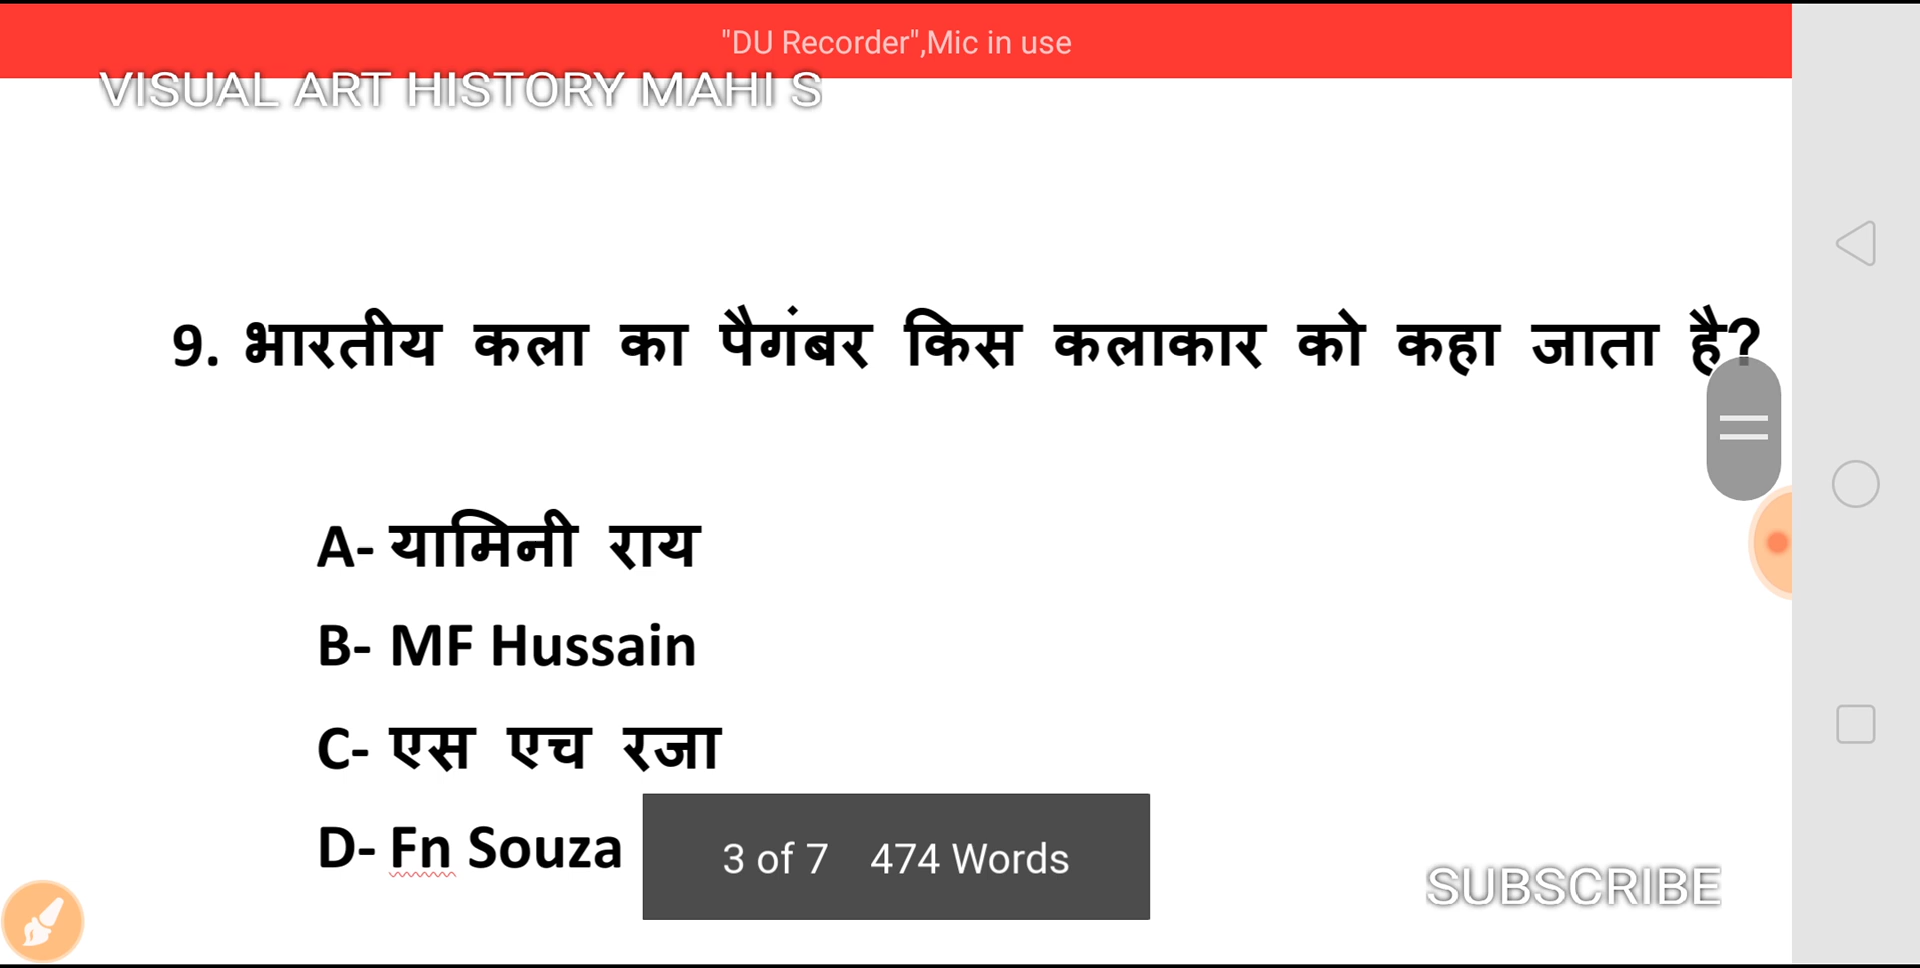 "DU Recorder",Mic in use
VISUAL ART HISTORY MAHI S
9. भारतीय कला का पैगंबर किस कलाकार को कहा जाता है?
A- यामिनी राय
B- MF Hussain
C- एस एच रजा
D- Fn Souza
3 of 7 474 Words
SUBSCRIBE